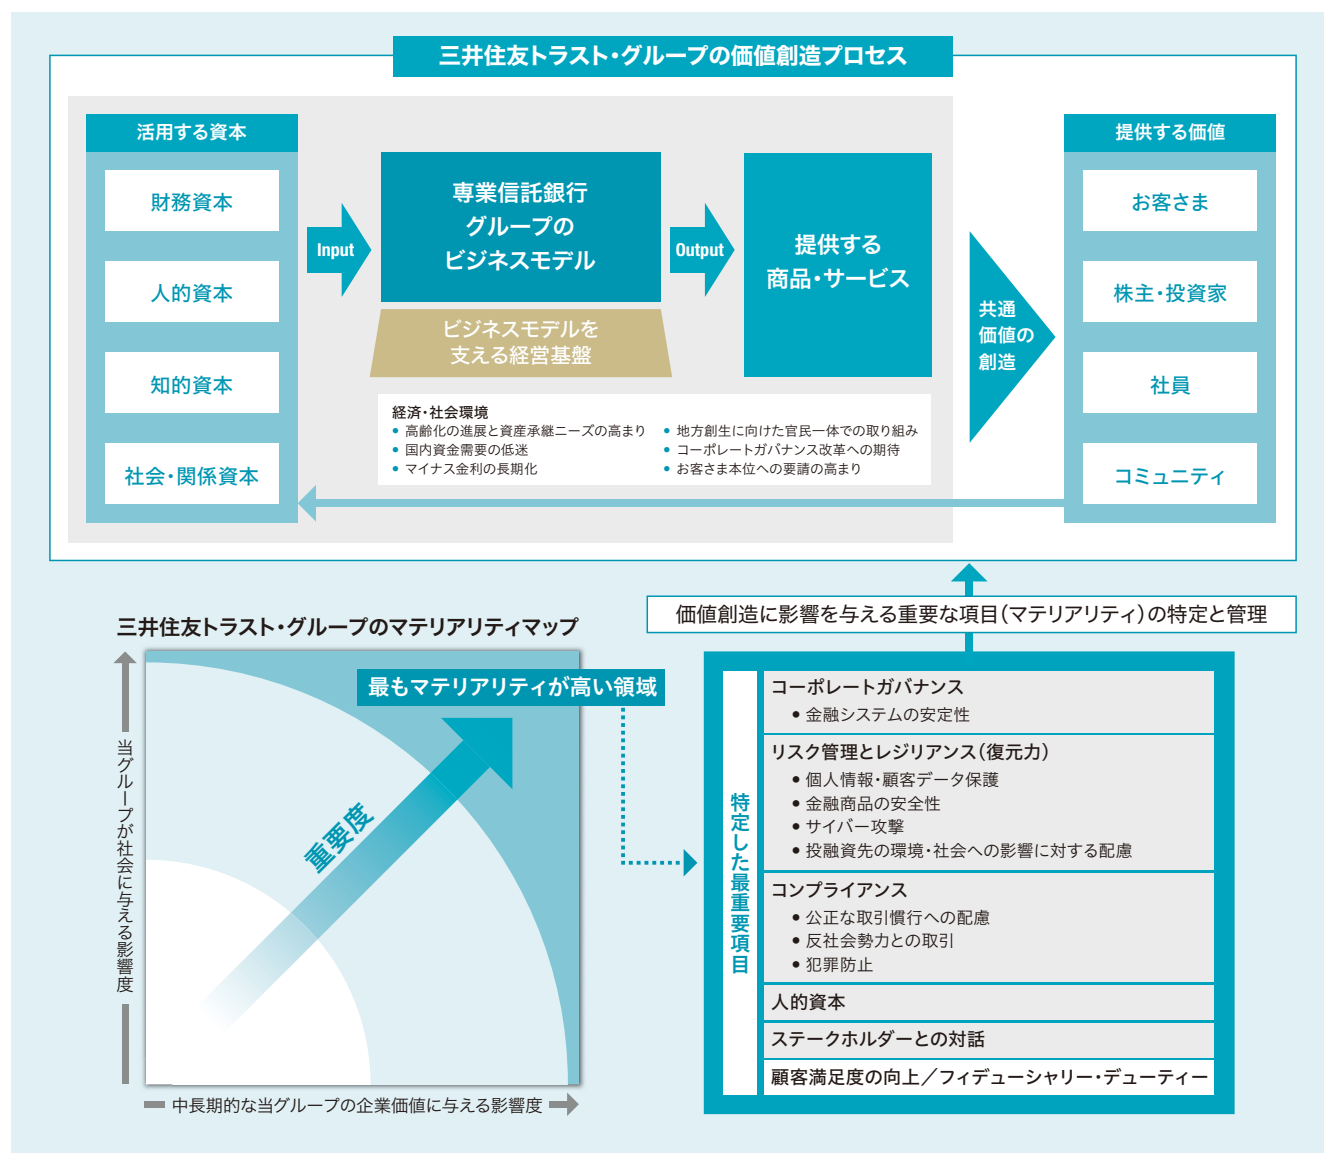 三井住友トラスト・グループの価値創造プロセス
活用する資本
財務資本
人的資本
知的資本
社会・関係資本
Input
専業信託銀行
グループの
ビジネスモデル
ビジネスモデルを
支える経営基盤
Output
提供する
商品・サービス
経済・社会環境
● 高齢化の進展と資産承継ニーズの高まり
● 国内資金需要の低迷
● マイナス金利の長期化
● 地方創生に向けた官民一体での取り組み
● コーポレートガバナンス改革への期待
● お客さま本位への要請の高まり
共通
価値の
創造
提供する価値
お客さま
株主・投資家
社員
コミュニティ
価値創造に影響を与える重要な項目（マテリアリティ）の特定と管理
三井住友トラスト・グループのマテリアリティマップ
最もマテリアリティが高い領域
重要度
当グループが社会に与える影響度
中長期的な当グループの企業価値に与える影響度
特定した最重要項目
コーポレートガバナンス
● 金融システムの安定性
リスク管理とレジリアンス（復元力）
● 個人情報・顧客データ保護
● 金融商品の安全性
● サイバー攻撃
● 投融資先の環境・社会への影響に対する配慮
コンプライアンス
● 公正な取引慣行への配慮
● 反社会勢力との取引
● 犯罪防止
人的資本
ステークホルダーとの対話
顧客満足度の向上／フィデューシャリー・デューティー